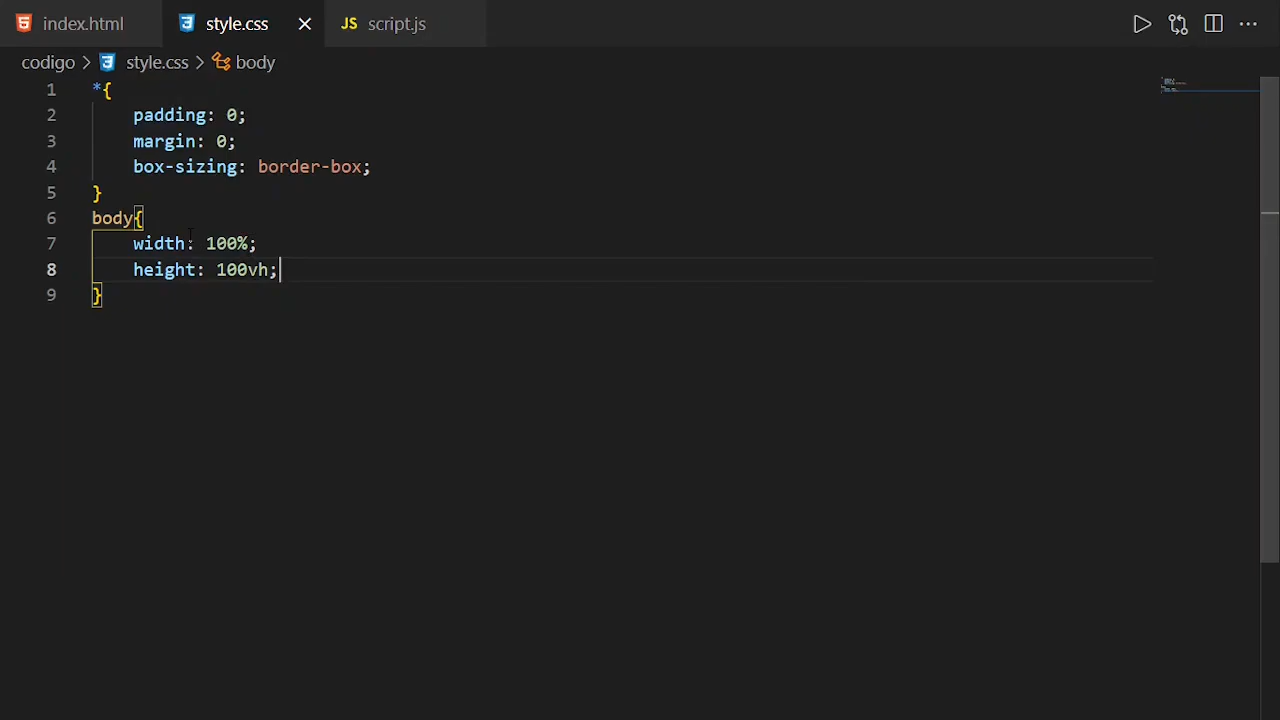 index.html style.css JS script.js
codigo > style.css > body
1 *{
2 padding: 0;
3 margin: 0;
4 box-sizing: border-box;
5 }
6 body{
7 width: 100%;
8 height: 100vh;
9 }